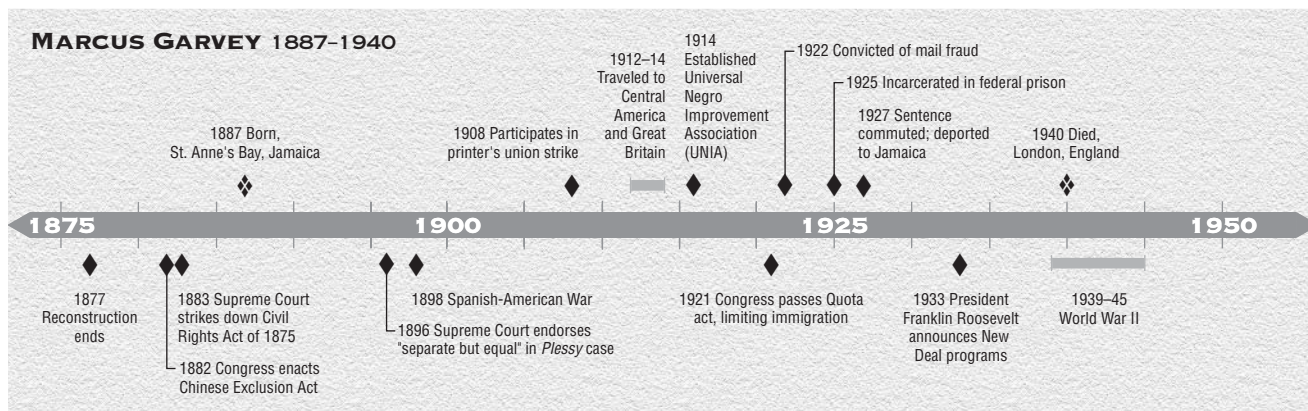 MARCUS GARVEY 1887–1940
1887 Born,
St. Anne's Bay, Jamaica
1908 Participates in
printer's union strike
1912–14
Traveled to
Central
America
and Great
Britain
1914
Established
Universal
Negro
Improvement
Association
(UNIA)
1922 Convicted of mail fraud
1925 Incarcerated in federal prison
1927 Sentence
commuted; deported
to Jamaica
1940 Died,
London, England
1875
1900
1925
1950
1877
Reconstruction
ends
1883 Supreme Court
strikes down Civil
Rights Act of 1875
1882 Congress enacts
Chinese Exclusion Act
1898 Spanish-American War
1896 Supreme Court endorses
"separate but equal" in Plessy case
1921 Congress passes Quota
act, limiting immigration
1933 President
Franklin Roosevelt
announces New
Deal programs
1939–45
World War II